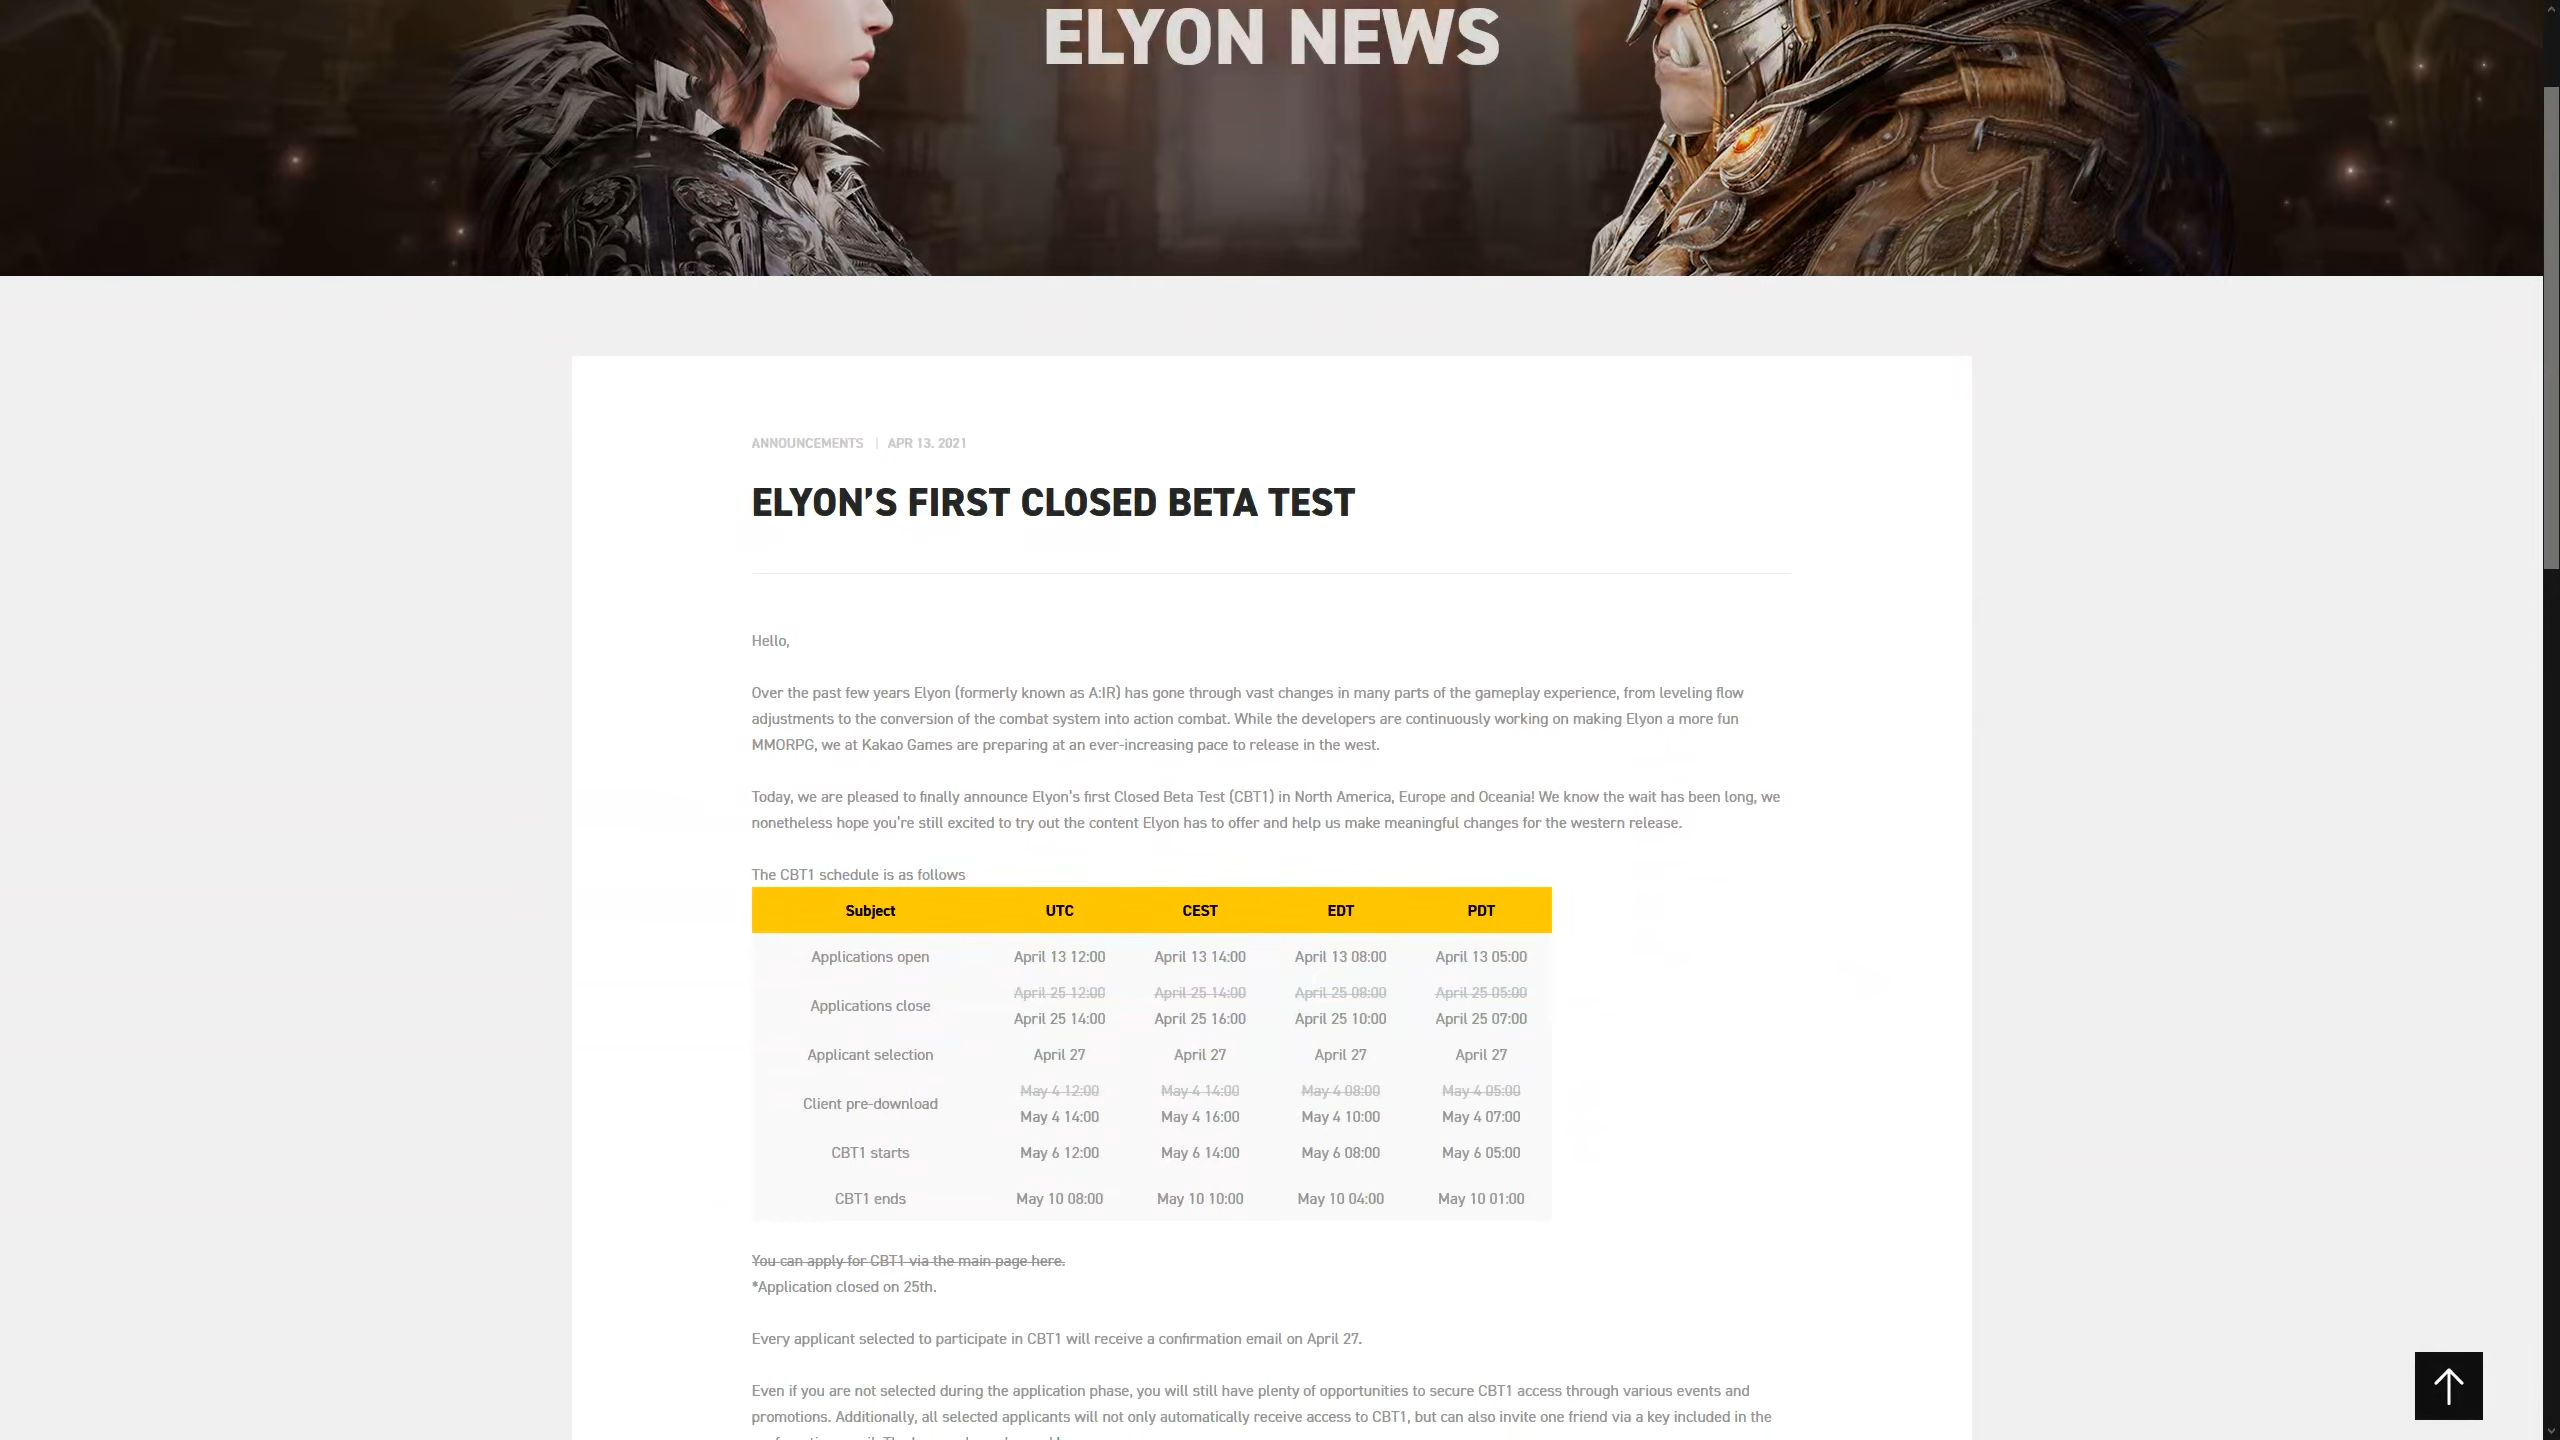 ELYON NEWS
ANNOUNCEMENTS | APR 13. 2021
ELYON’S FIRST CLOSED BETA TEST
Hello,
Over the past few years Elyon (formerly known as A:IR) has gone through vast changes in many parts of the gameplay experience, from leveling flow
adjustments to the conversion of the combat system into action combat. While the developers are continuously working on making Elyon a more fun
MMORPG, we at Kakao Games are preparing at an ever-increasing pace to release in the west.
Today, we are pleased to finally announce Elyon’s first Closed Beta Test (CBT1) in North America, Europe and Oceania! We know the wait has been long, we
nonetheless hope you’re still excited to try out the content Elyon has to offer and help us make meaningful changes for the western release.
The CBT1 schedule is as follows
Subject UTC CEST EDT PDT
Applications open April 13 12:00 April 13 14:00 April 13 08:00 April 13 05:00
April 25 12:00 April 25 14:00 April 25 08:00 April 25 05:00
Applications close
April 25 14:00 April 25 16:00 April 25 10:00 April 25 07:00
Applicant selection April 27 April 27 April 27 April 27
May 4 12:00 May 4 14:00 May 4 08:00 May 4 05:00
Client pre-download
May 4 14:00 May 4 16:00 May 4 10:00 May 4 07:00
CBT1 starts May 6 12:00 May 6 14:00 May 6 08:00 May 6 05:00
CBT1 ends May 10 08:00 May 10 10:00 May 10 04:00 May 10 01:00
You can apply for CBT1 via the main page here.
*Application closed on 25th.
Every applicant selected to participate in CBT1 will receive a confirmation email on April 27.
Even if you are not selected during the application phase, you will still have plenty of opportunities to secure CBT1 access through various events and
promotions. Additionally, all selected applicants will not only automatically receive access to CBT1, but can also invite one friend via a key included in the